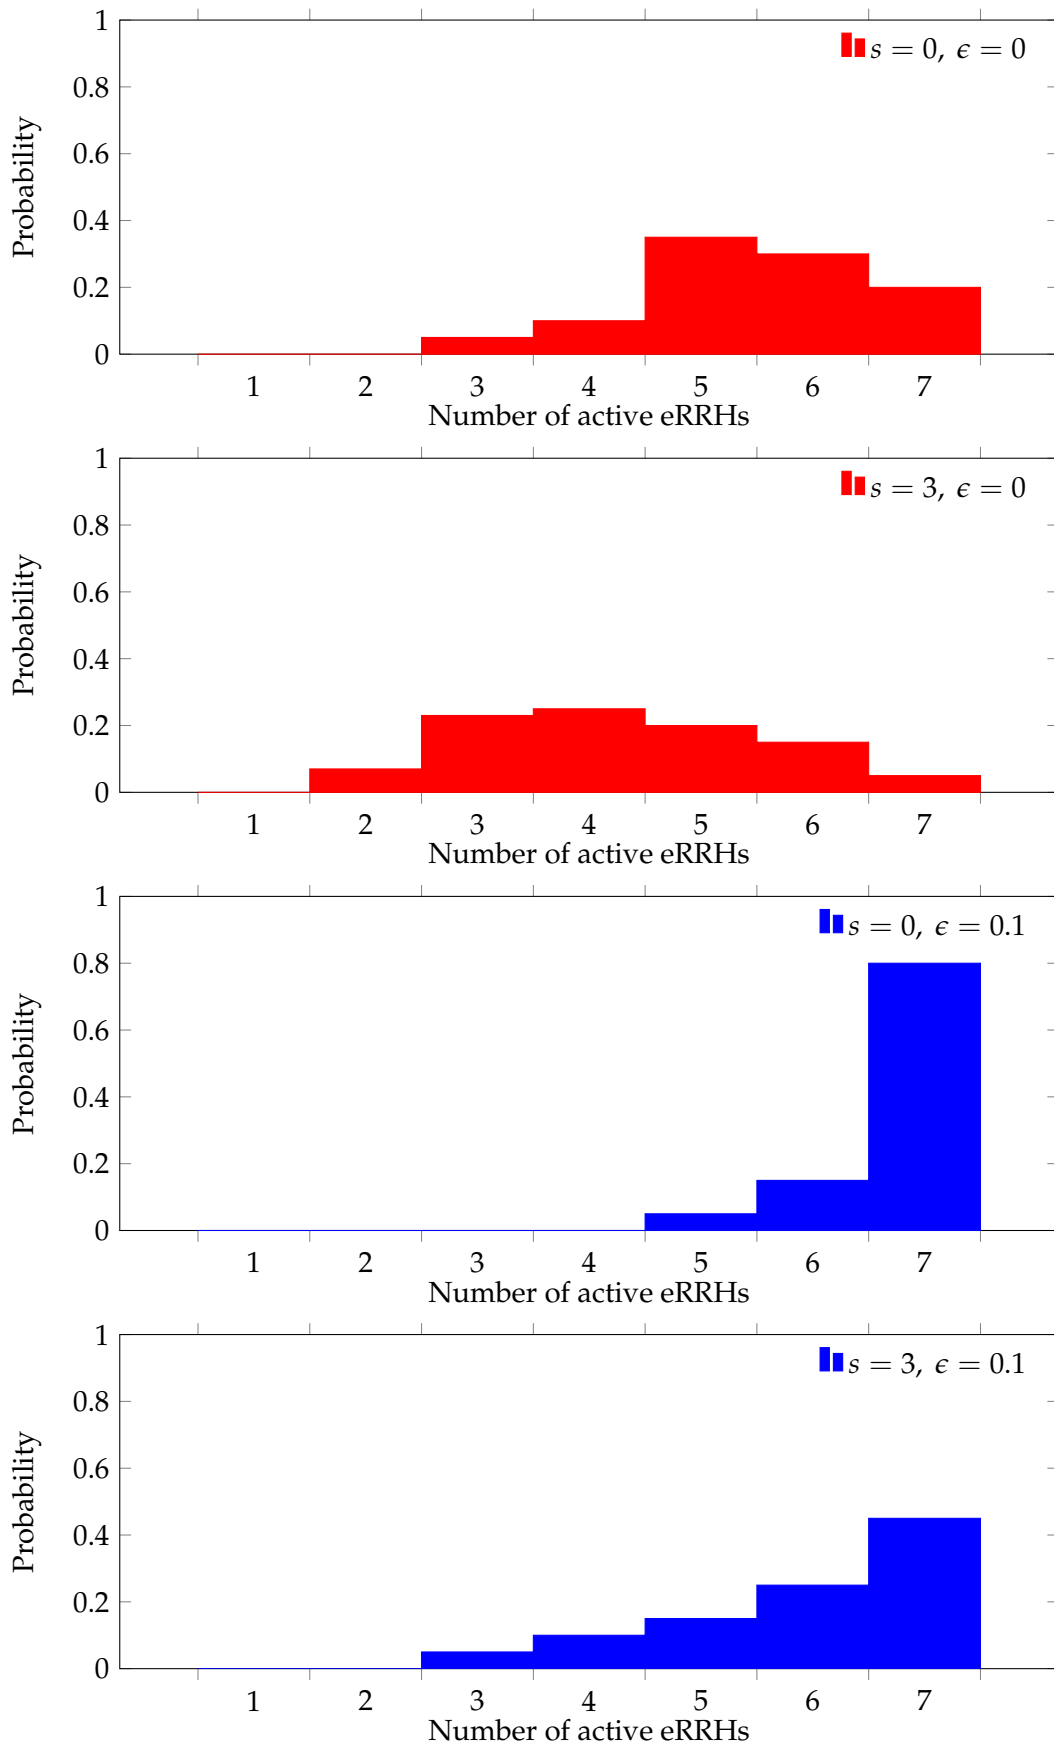 1
s = 0, ϵ = 0
0.8
0.6
0.4
0.2
0
Probability
1 2 3 4 5 6 7
Number of active eRRHs
1
s = 3, ϵ = 0
0.8
0.6
0.4
0.2
0
Probability
1 2 3 4 5 6 7
Number of active eRRHs
1
s = 0, ϵ = 0.1
0.8
0.6
0.4
0.2
0
Probability
1 2 3 4 5 6 7
Number of active eRRHs
1
s = 3, ϵ = 0.1
0.8
0.6
0.4
0.2
0
Probability
1 2 3 4 5 6 7
Number of active eRRHs